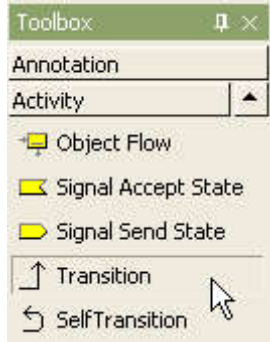 Toolbox
Annotation
Activity
Object Flow
Signal Accept State
Signal Send State
Transition
SelfTransition